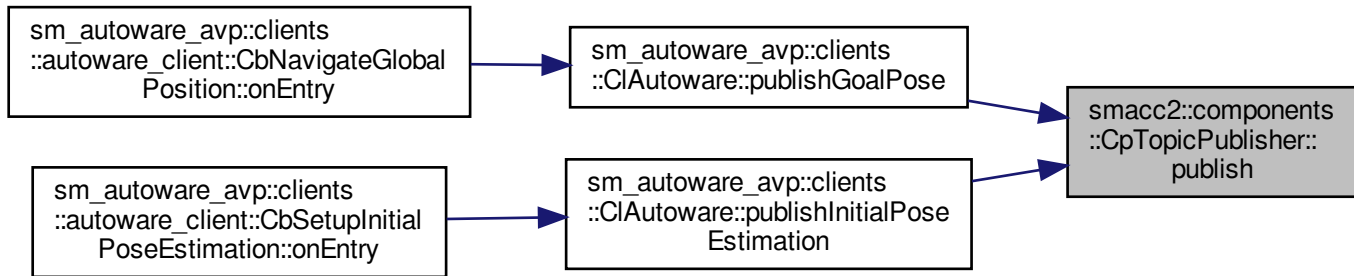 sm_autoware_avp::clients
::autoware_client::CbNavigateGlobal
Position::onEntry
sm_autoware_avp::clients
::ClAutoware::publishGoalPose
smacc2::components
::CpTopicPublisher::
publish
sm_autoware_avp::clients
::autoware_client::CbSetupInitial
PoseEstimation::onEntry
sm_autoware_avp::clients
::ClAutoware::publishInitialPose
Estimation